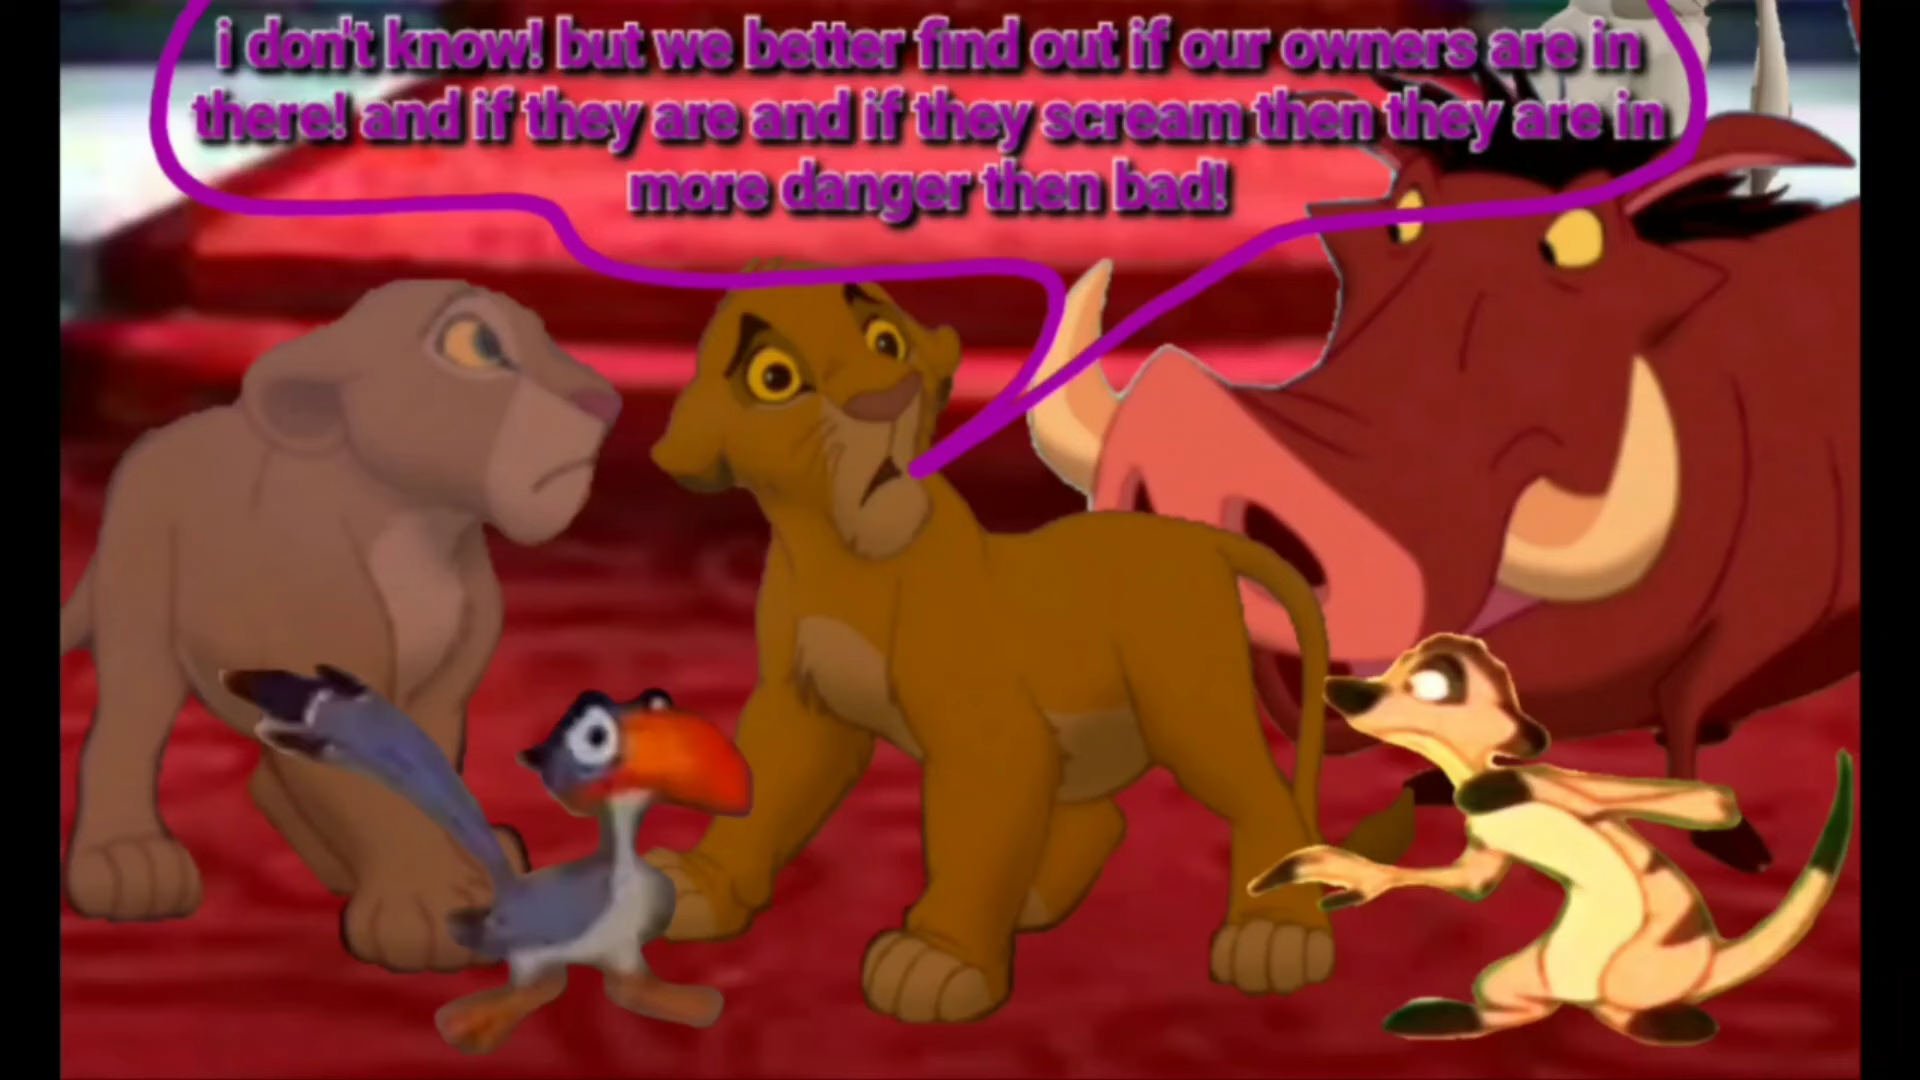 i don't know! but we better find out if our owners are in
there! and if they are and if they scream then they are in
more danger then bad!